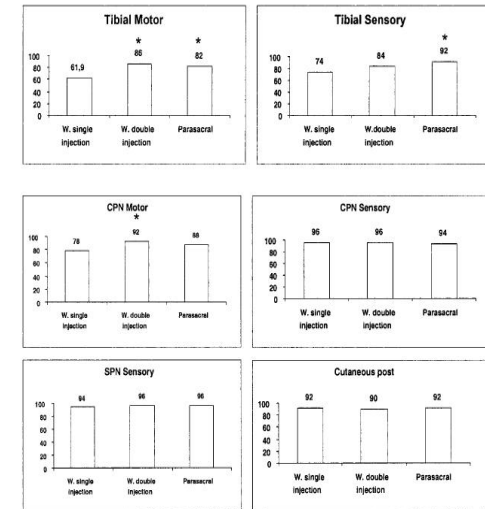 Tibial Motor
* *
61,9 86 82
100
80
60
40
20
0
W. single injection
W. double injection
Parasacral
Tibial Sensory
*
74 84 92
100
80
60
40
20
0
W. single injection
W.double injection
Parasacral
CPN Motor
*
78 92 88
100
80
60
40
20
0
W. single injection
W. double injection
Parasacral
CPN Sensory
96 96 94
100
80
60
40
20
0
W. single injection
W. double injection
Parasacral
SPN Sensory
94 96 96
100
80
60
40
20
0
W. single injection
W. double injection
Parasacral
Cutaneous post
92 90 92
100
80
60
40
20
0
W. single injection
W. double injection
Parasacral